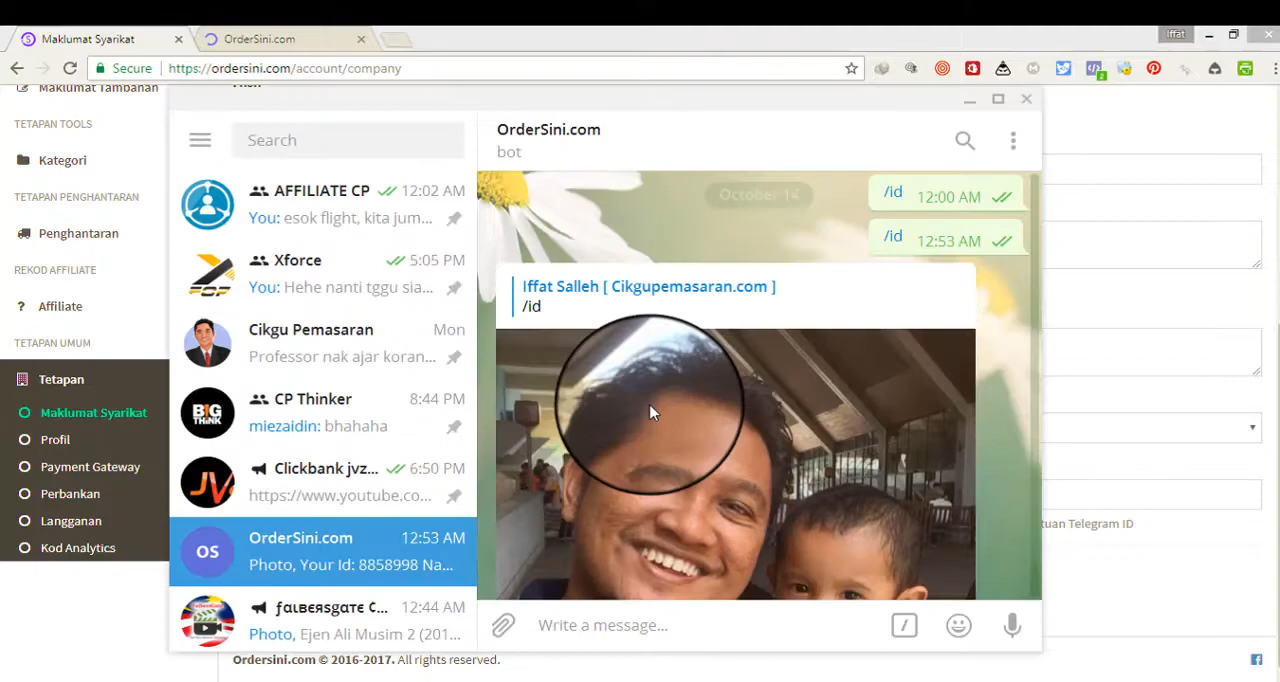 Maklumat Syarikat
OrderSini.com
Iffat
Secure
https://ordersini.com/account/company
2
Maklumat Tambahan
TETAPAN TOOLS
Kategori
TETAPAN PENGHANTARAN
Penghantaran
REKOD AFFILIATE
? Affiliate
TETAPAN UMUM
Tetapan
Maklumat Syarikat
Profil
Payment Gateway
Perbankan
Langganan
Kod Analytics
Search
AFFILIATE CP 12:02 AM
You: esok flight, kita jum...
Xforce 5:05 PM
You: Hehe nanti tggu sia...
Cikgu Pemasaran Mon
Professor nak ajar koran...
BIG
THINK
CP Thinker 8:44 PM
miezaidin: bhahaha
JV
Clickbank jvz... 6:50 PM
https://www.youtube.co...
OS
OrderSini.com 12:53 AM
Photo, Your Id: 8858998 Na...
ƒαʟвєяsgαтє Ȼ... 12:44 AM
Photo, Ejen Ali Musim 2 (201...
OrderSini.com
bot
October 14
/id 12:00 AM
/id 12:53 AM
Iffat Salleh [ Cikgupemasaran.com ]
/id
Write a message...
tuan Telegram ID
Ordersini.com © 2016-2017. All rights reserved.